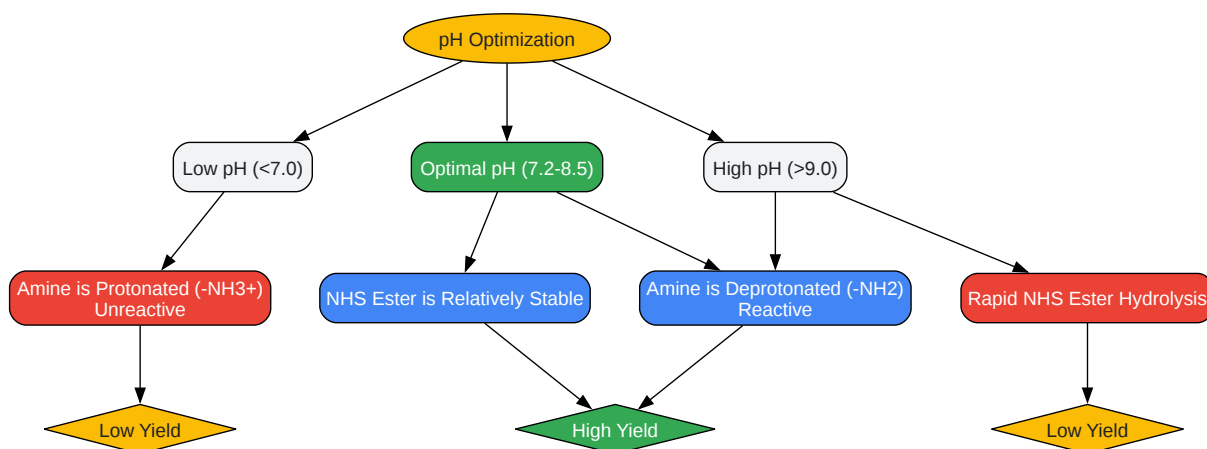 pH Optimization
Low pH (<7.0)
Optimal pH (7.2-8.5)
High pH (>9.0)
Amine is Protonated (-NH3+)
Unreactive
NHS Ester is Relatively Stable
Amine is Deprotonated (-NH2)
Reactive
Rapid NHS Ester Hydrolysis
Low Yield
High Yield
Low Yield